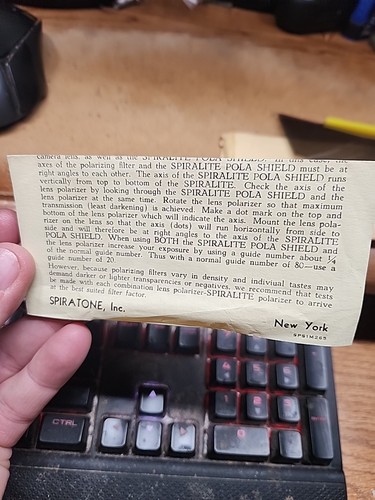 camera lens, as well as the SPIRALITE POLA SHIELD. In this case, the
axes of the polarizing filter and the SPIRALITE POLA SHIELD must be at
right angles to each other. The axis of the SPIRALITE POLA SHIELD runs
vertically from top to bottom of the SPIRALITE. Check the axis of the
lens polarizer by looking through the SPIRALITE POLA SHIELD and the
lens polarizer at the same time. Rotate the lens polarizer so that maximum
transmission (least darkening) is achieved. Make a dot mark on the top and
bottom of the lens polarizer which will indicate the axis. Mount the lens pola-
rizer on the lens so that the axis (dots) will run horizontally from side to
side and will therefore be at right angles to the axis of the SPIRALITE
POLA SHIELD. When using BOTH the SPIRALITE POLA SHIELD and
the lens polarizer increase your exposure by using a guide number about ¼
of the normal guide number. Thus with a normal guide number of 80—use a
guide number of 20.
However, because polarizing filters vary in density and indiviual tastes may
demand darker or lighter transparencies or negatives, we recommend that tests
be made with each combination lens polarizer-SPIRALITE polarizer to arrive
at the best suited filter factor.
SPIRATONE, Inc.
New York
SPS1M265
CTRL
4 5 6
1 2 3
0